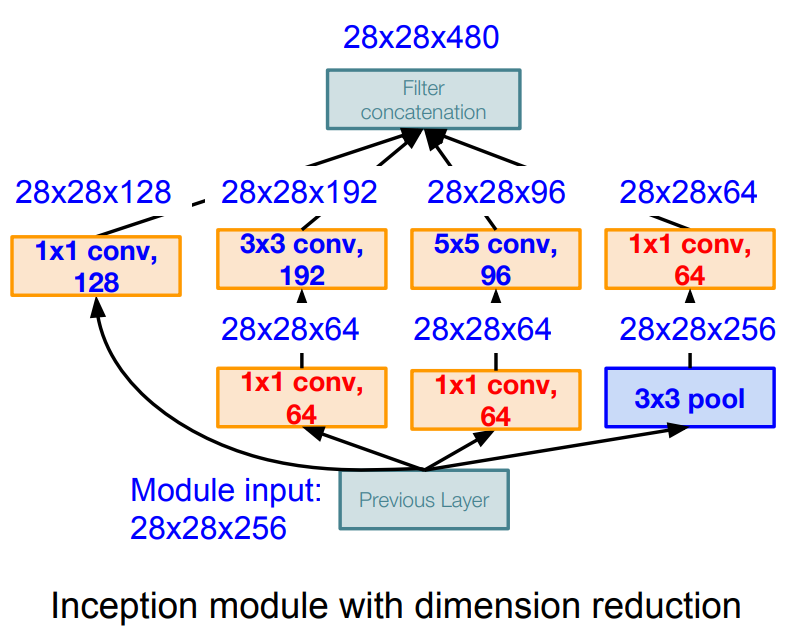 28x28x480
Filter
concatenation
28x28x128
28x28x192
28x28x96
28x28x64
1x1 conv,
128
3x3 conv,
192
5x5 conv,
96
1x1 conv,
64
28x28x64
28x28x64
28x28x256
1x1 conv,
64
1x1 conv,
64
3x3 pool
Module input:
28x28x256
Previous Layer
Inception module with dimension reduction